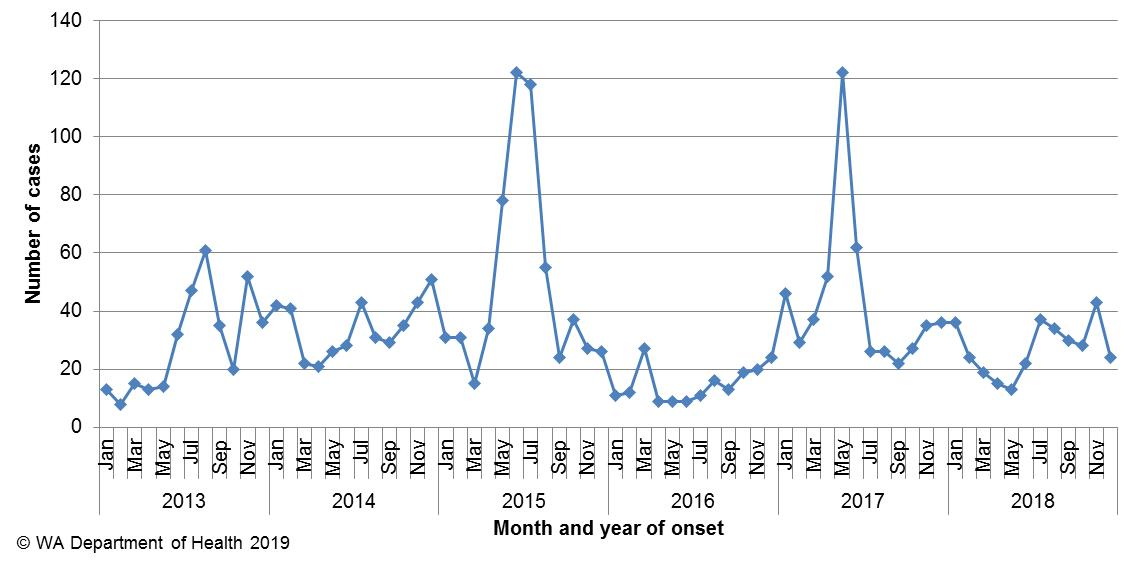 140
120
100
80
60
40
20
0
Number of cases
Jan
Mar
May
Jul
Sep
Nov
Jan
Mar
May
Jul
Sep
Nov
Jan
Mar
May
Jul
Sep
Nov
Jan
Mar
May
Jul
Sep
Nov
Jan
Mar
May
Jul
Sep
Nov
Jan
Mar
May
Jul
Sep
Nov
2013 2014 2015 2016 2017 2018
Month and year of onset
© WA Department of Health 2019